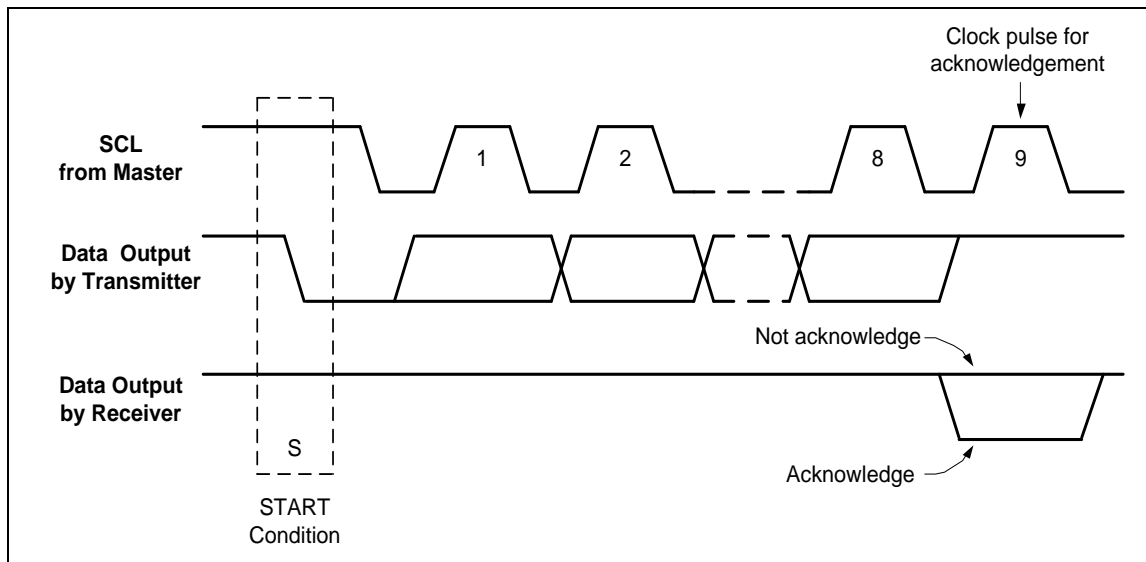 Clock pulse for
acknowledgement
SCL
from Master
1
2
8
9
Data Output
by Transmitter
Not acknowledge
Data Output
by Receiver
S
Acknowledge
START
Condition